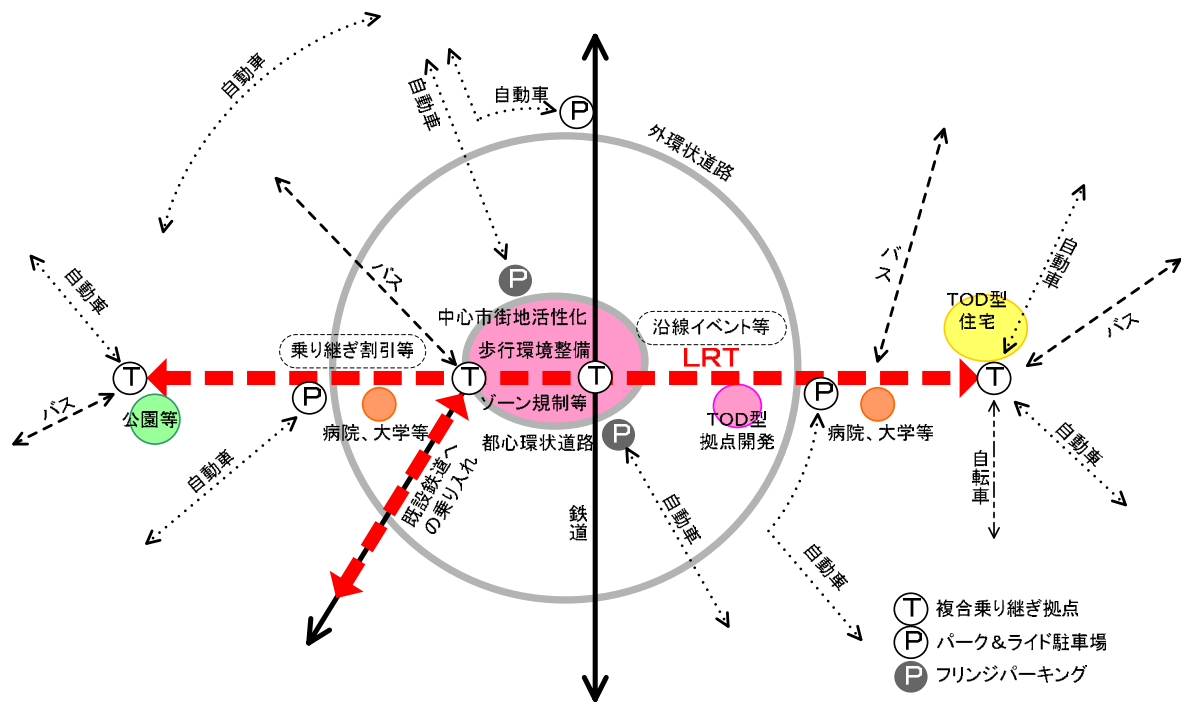 自動車
自動車
自動車
P
外環状道路
バス
自動車
P
中心市街地活性化
歩行環境整備
ゾーン規制等
都心環状道路
乗り継ぎ割引等
沿線イベント等
LRT
バス
TOD型
住宅
自動車
バス
T
T
T
T
公園等
バス
P
病院、大学等
自動車
既設鉄道へ
の乗り入れ
P
鉄道
自動車
TOD型
拠点開発
P
病院、大学等
自動車
自転車
自動車
T 複合乗り継ぎ拠点
P パーク&ライド駐車場
P フリンジパーキング